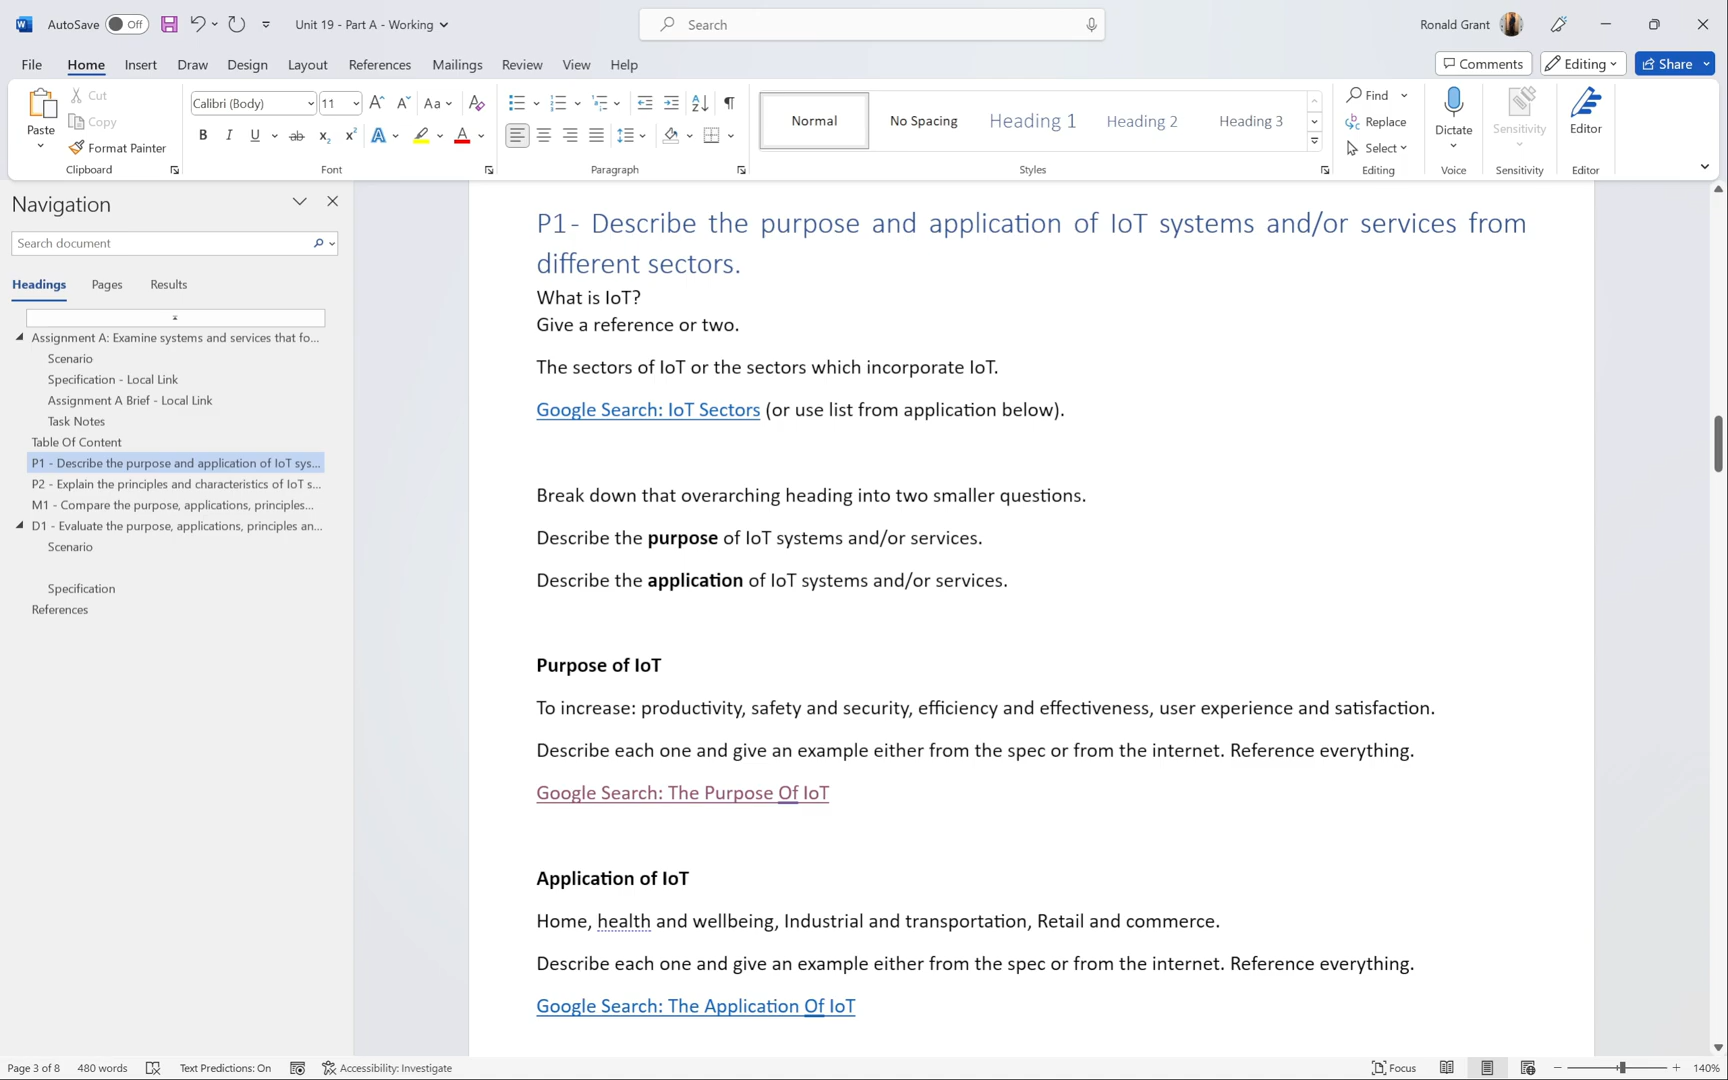 AutoSave Off Unit 19 - Part A - Working Search Ronald Grant
File Home Insert Draw Design Layout References Mailings Review View Help Comments Editing Share
Paste Cut Copy Format Painter
Clipboard
Calibri (Body) 11 Aa
B I U ab x2 x2 A A
Font
Paragraph
Normal No Spacing Heading 1 Heading 2 Heading 3
Styles
Find
Replace
Select
Editing
Dictate
Voice
Sensitivity
Sensitivity
Editor
Editor
Navigation
Search document
Headings Pages Results
Assignment A: Examine systems and services that fo...
Scenario
Specification - Local Link
Assignment A Brief - Local Link
Task Notes
Table Of Content
P1 - Describe the purpose and application of IoT sys...
P2 - Explain the principles and characteristics of IoT s...
M1 - Compare the purpose, applications, principles...
D1 - Evaluate the purpose, applications, principles an...
Scenario
Specification
References
P1- Describe the purpose and application of IoT systems and/or services from
different sectors.
What is IoT?
Give a reference or two.
The sectors of IoT or the sectors which incorporate IoT.
Google Search: IoT Sectors (or use list from application below).
Break down that overarching heading into two smaller questions.
Describe the purpose of IoT systems and/or services.
Describe the application of IoT systems and/or services.
Purpose of IoT
To increase: productivity, safety and security, efficiency and effectiveness, user experience and satisfaction.
Describe each one and give an example either from the spec or from the internet. Reference everything.
Google Search: The Purpose Of IoT
Application of IoT
Home, health and wellbeing, Industrial and transportation, Retail and commerce.
Describe each one and give an example either from the spec or from the internet. Reference everything.
Google Search: The Application Of IoT
Page 3 of 8 480 words Text Predictions: On Accessibility: Investigate Focus 140%